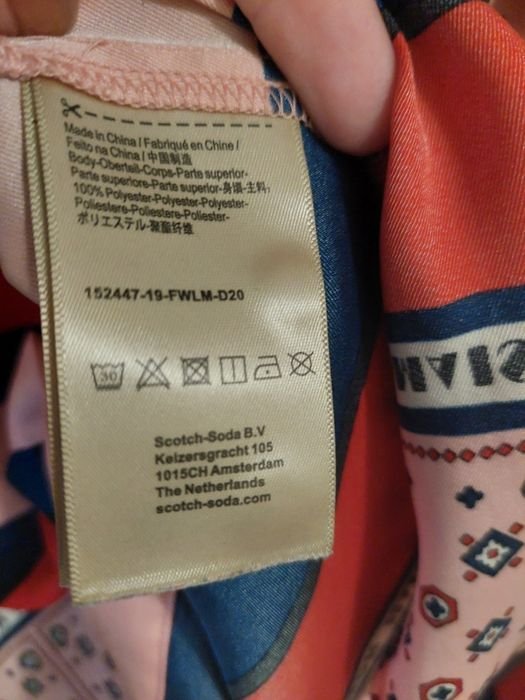 Made in China / Fabriqué en Chine /
Feito na China / 中国制造
Body-Oberteil-Corps-Parte superior-
Parte superiore-Parte superior-身頃-主料:
100% Polyester-Polyester-Polyester-
Poliestere-Poliestere-Poliester-
ポリエステル-聚酯纤维
152447-19-FWLM-D20
30
Scotch-Soda B.V
Keizersgracht 105
1015CH Amsterdam
The Netherlands
scotch-soda.com